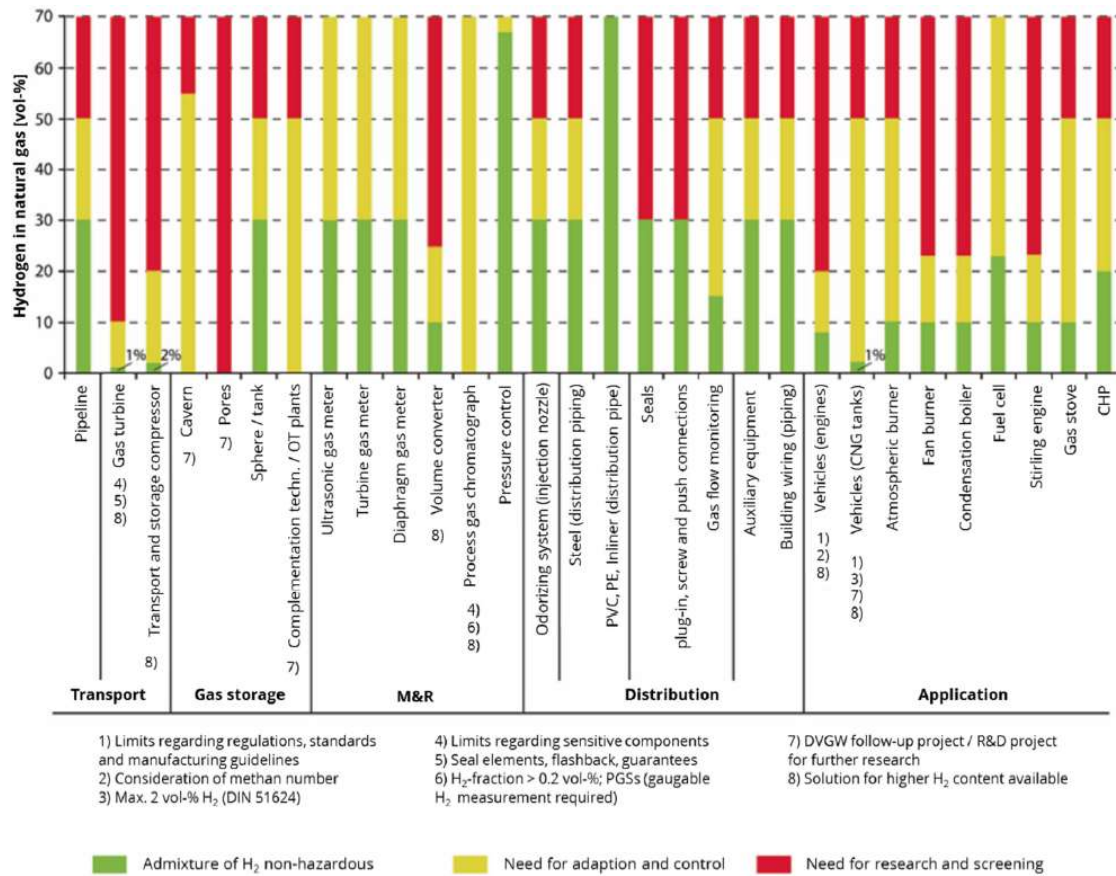 Hydrogen in natural gas [vol-%]
70
60
50
40
30
20
10
0
1%
2%
1%
Pipeline
Gas turbine
4)
5)
8)
Transport and storage compressor
8)
Cavern
7)
Pores
7)
Sphere / tank
Complementation techn. / OT plants
7)
Ultrasonic gas meter
Turbine gas meter
Diaphragm gas meter
Volume converter
8)
Process gas chromatograph
4)
6)
8)
Pressure control
Odorizing system (injection nozzle)
Steel (distribution piping)
PVC, PE, Inliner (distribution pipe)
Seals
plug-in, screw and push connections
Gas flow monitoring
Auxiliary equipment
Building wiring (piping)
Vehicles (engines)
1)
2)
8)
Vehicles (CNG tanks)
1)
3)
7)
8)
Atmospheric burner
Fan burner
Condensation boiler
Fuel cell
Stirling engine
Gas stove
CHP
Transport
Gas storage
M&R
Distribution
Application
1) Limits regarding regulations, standards
and manufacturing guidelines
2) Consideration of methan number
3) Max. 2 vol-% H₂ (DIN 51624)
4) Limits regarding sensitive components
5) Seal elements, flashback, guarantees
6) H₂-fraction > 0.2 vol-%; PGSs (gaugable
H₂ measurement required)
7) DVGW follow-up project / R&D project
for further research
8) Solution for higher H₂ content available
Admixture of H₂ non-hazardous
Need for adaption and control
Need for research and screening